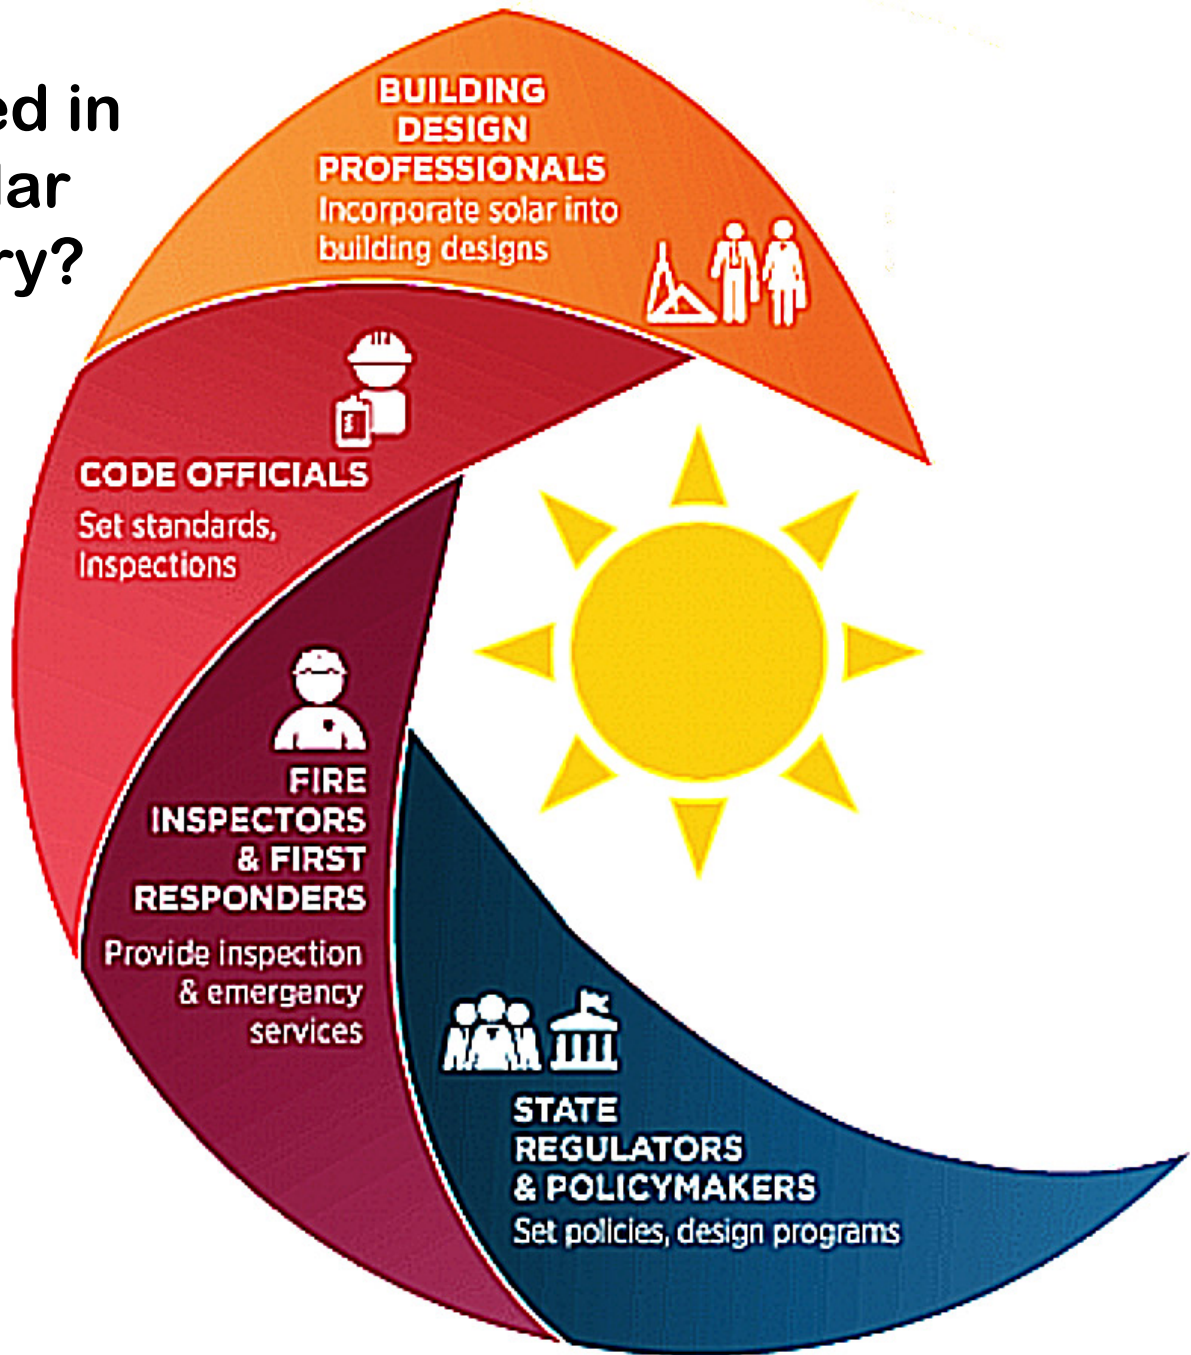 ed in
lar
ry?
BUILDING
DESIGN
PROFESSIONALS
Incorporate solar into
building designs
CODE OFFICIALS
Set standards,
Inspections
FIRE
INSPECTORS
& FIRST
RESPONDERS
Provide inspection
& emergency
services
STATE
REGULATORS
& POLICYMAKERS
Set policies, design programs